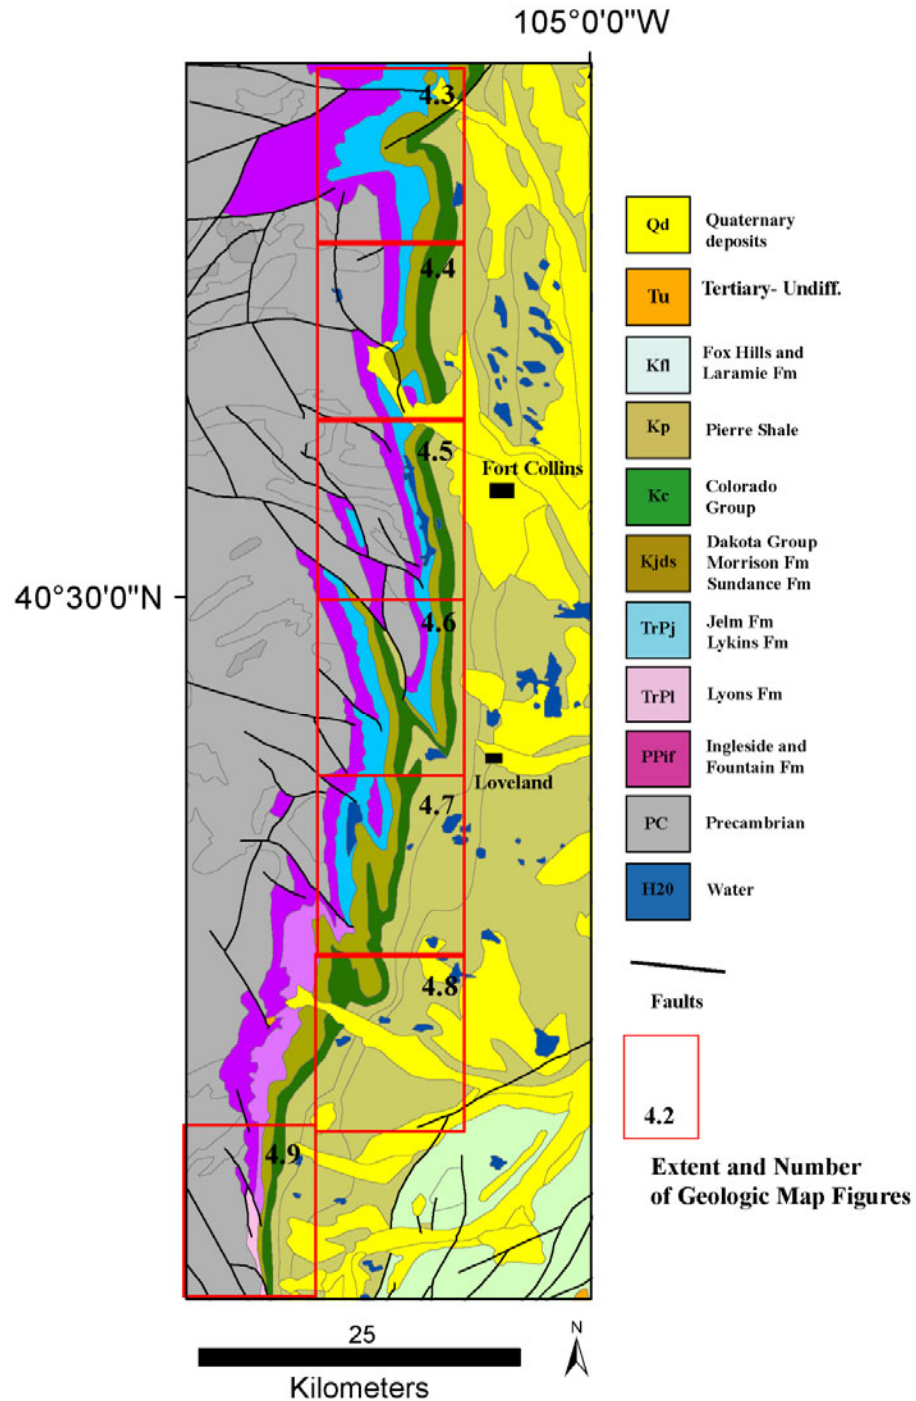 105°0'0"W
4.3
4.4
4.5
Fort Collins
40°30'0"N
4.6
Loveland
4.7
4.8
4.9
Qd
Quaternary
deposits
Tu
Tertiary- Undiff.
Kfl
Fox Hills and
Laramie Fm
Kp
Pierre Shale
Kc
Colorado
Group
Kjds
Dakota Group
Morrison Fm
Sundance Fm
TrPj
Jelm Fm
Lykins Fm
TrPl
Lyons Fm
PPif
Ingleside and
Fountain Fm
PC
Precambrian
H20
Water
Faults
4.2
Extent and Number
of Geologic Map Figures
25
Kilometers
N